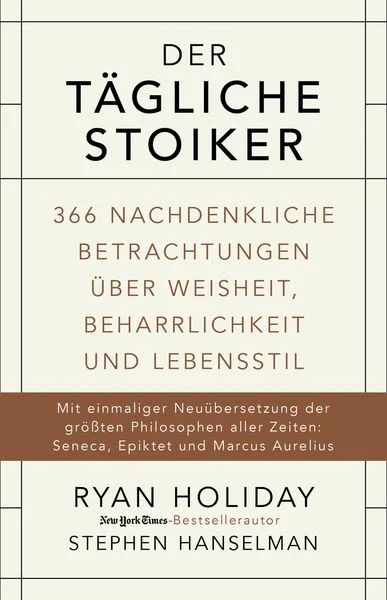 DER
TÄGLICHE
STOIKER
366 NACHDENKLICHE
BETRACHTUNGEN
ÜBER WEISHEIT,
BEHARRLICHKEIT
UND LEBENSSTIL
Mit einmaliger Neuübersetzung der
größten Philosophen aller Zeiten:
Seneca, Epiktet und Marcus Aurelius
RYAN HOLIDAY
New York Times-Bestsellerautor
STEPHEN HANSELMAN